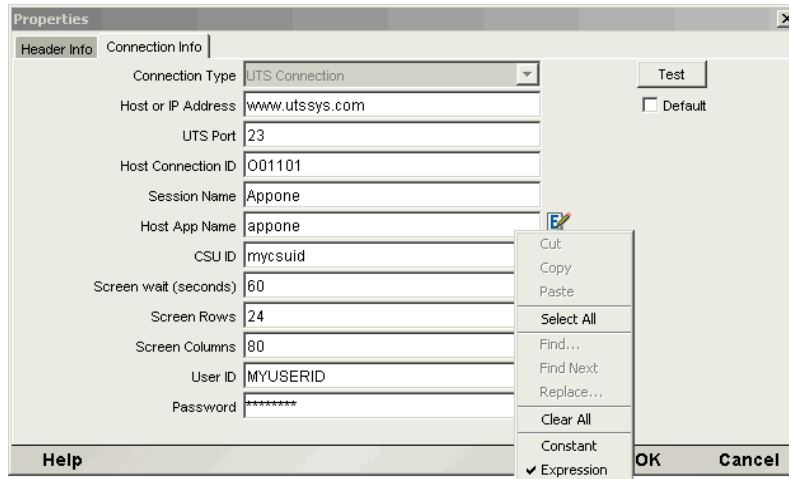 Properties
Header Info Connection Info
Connection Type UTS Connection Test
Host or IP Address www.utssys.com Default
UTS Port 23
Host Connection ID O01101
Session Name Appone
Host App Name appone
CSU ID mycsuid
Screen wait (seconds) 60
Screen Rows 24
Screen Columns 80
User ID MYUSERID
Password ********
Cut
Copy
Paste
Select All
Find...
Find Next
Replace...
Clear All
Constant
Expression
Help OK Cancel